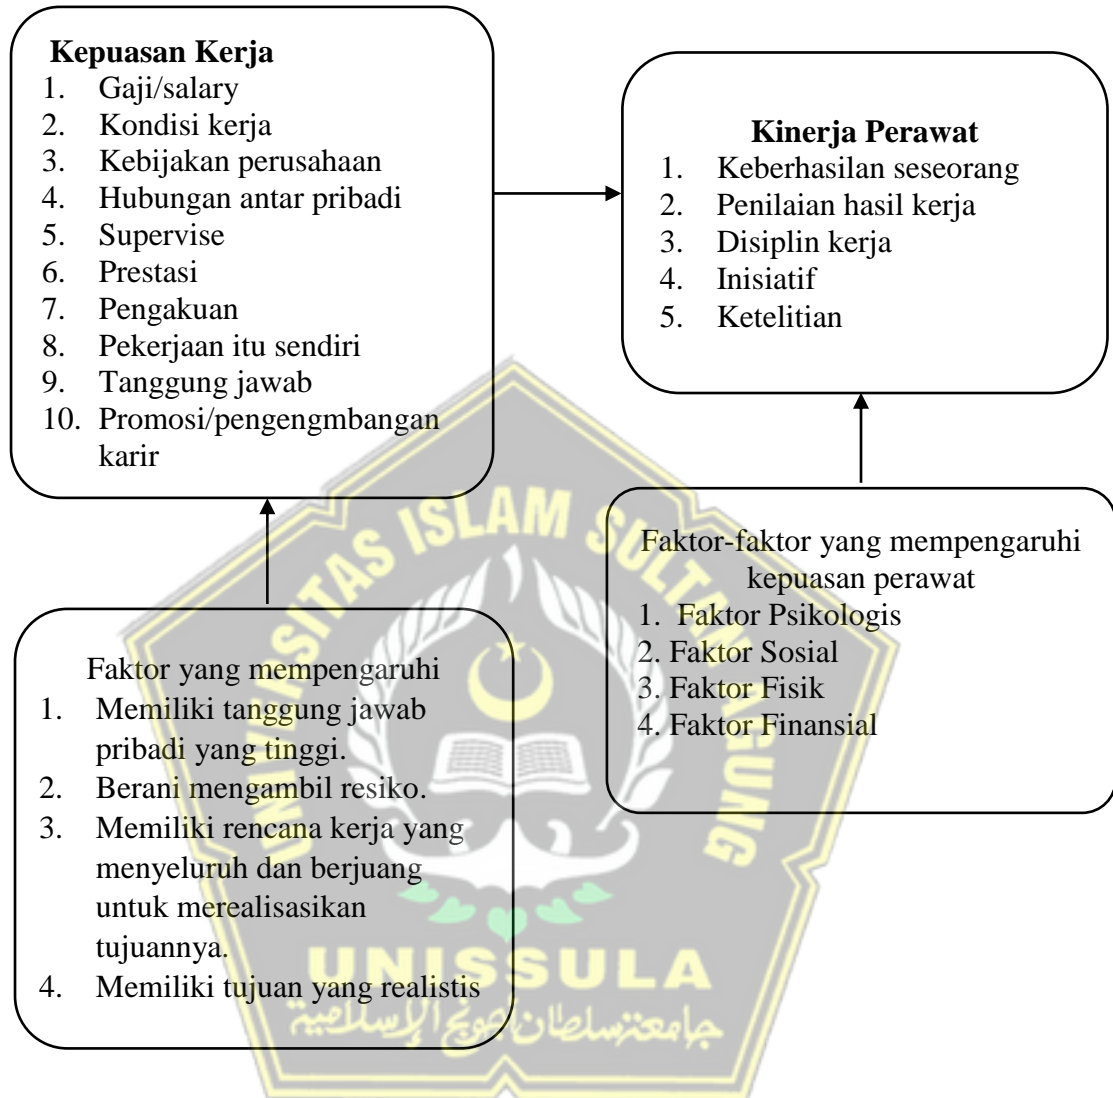 Kepuasan Kerja
1. Gaji/salary
2. Kondisi kerja
3. Kebijakan perusahaan
4. Hubungan antar pribadi
5. Supervise
6. Prestasi
7. Pengakuan
8. Pekerjaan itu sendiri
9. Tanggung jawab
10. Promosi/pengengmbangan
karir
Kinerja Perawat
1. Keberhasilan seseorang
2. Penilaian hasil kerja
3. Disiplin kerja
4. Inisiatif
5. Ketelitian
Faktor yang mempengaruhi
1. Memiliki tanggung jawab
pribadi yang tinggi.
2. Berani mengambil resiko.
3. Memiliki rencana kerja yang
menyeluruh dan berjuang
untuk merealisasikan
tujuannya.
4. Memiliki tujuan yang realistis
Faktor-faktor yang mempengaruhi
kepuasan perawat
1. Faktor Psikologis
2. Faktor Sosial
3. Faktor Fisik
4. Faktor Finansial
UNIVERSITAS ISLAM SULTAN AGUNG
UNISSULA
جامعة سلطان أجونج الإسلامية